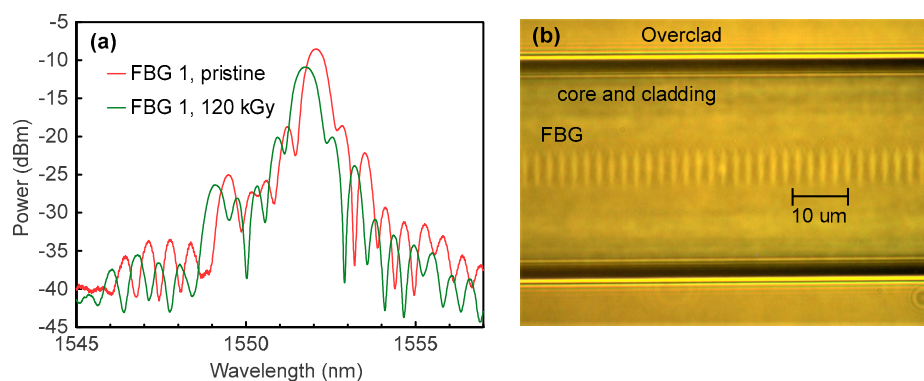 (a)
FBG 1, pristine
FBG 1, 120 kGy
Power (dBm)
-5
-10
-15
-20
-25
-30
-35
-40
-45
1545
1550
1555
Wavelength (nm)
(b)
Overclad
core and cladding
FBG
10 um